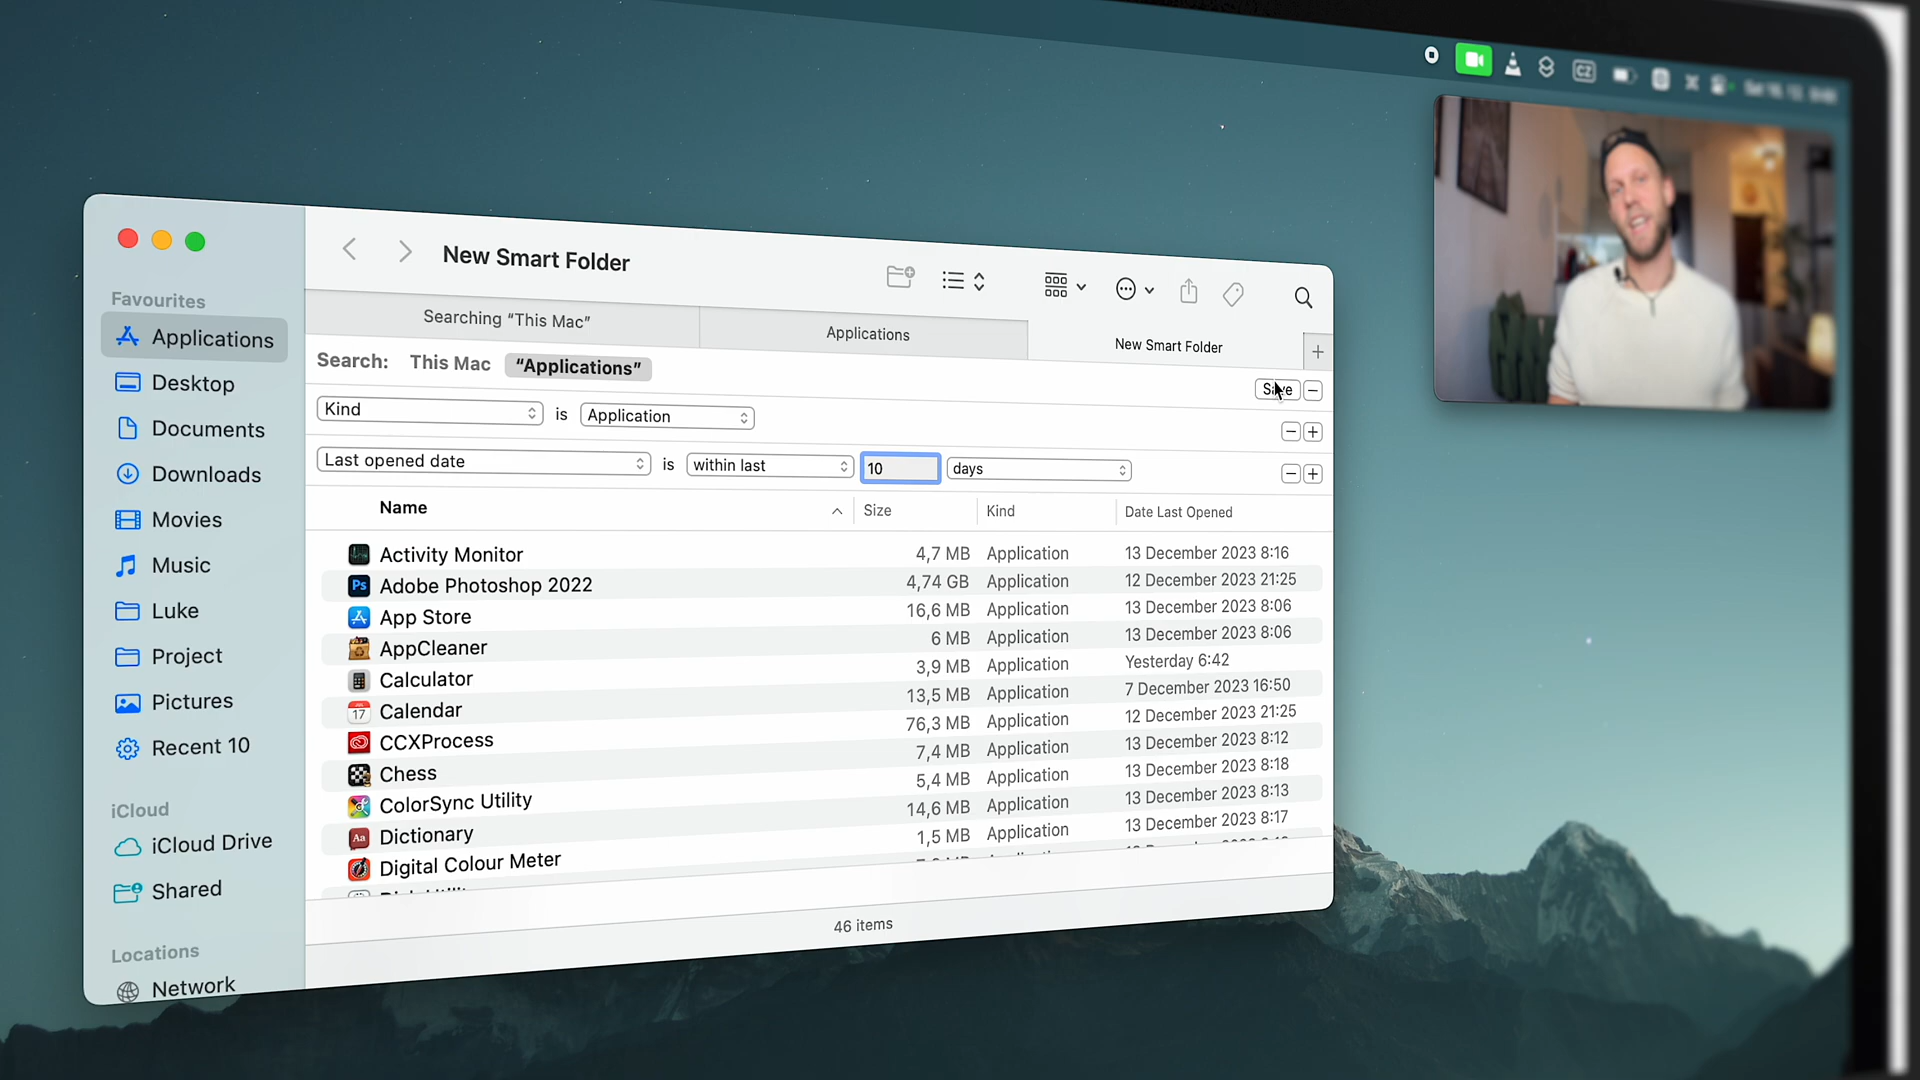 CZ
New Smart Folder
Favourites
Applications
Desktop
Documents
Downloads
Movies
Music
Luke
Project
Pictures
Recent 10
iCloud
iCloud Drive
Shared
Locations
Network
Searching “This Mac”
Applications
New Smart Folder
Search: This Mac “Applications”
Save
Kind is Application
Last opened date is within last 10 days
Name Size Kind Date Last Opened
Activity Monitor 4,7 MB Application 13 December 2023 8:16
Ps Adobe Photoshop 2022 4,74 GB Application 12 December 2023 21:25
App Store 16,6 MB Application 13 December 2023 8:06
AppCleaner 6 MB Application 13 December 2023 8:06
Calculator 3,9 MB Application Yesterday 6:42
17 Calendar 13,5 MB Application 7 December 2023 16:50
CCXProcess 76,3 MB Application 12 December 2023 21:25
Chess 7,4 MB Application 13 December 2023 8:12
ColorSync Utility 5,4 MB Application 13 December 2023 8:18
Aa Dictionary 14,6 MB Application 13 December 2023 8:13
Digital Colour Meter 1,5 MB Application 13 December 2023 8:17
46 items